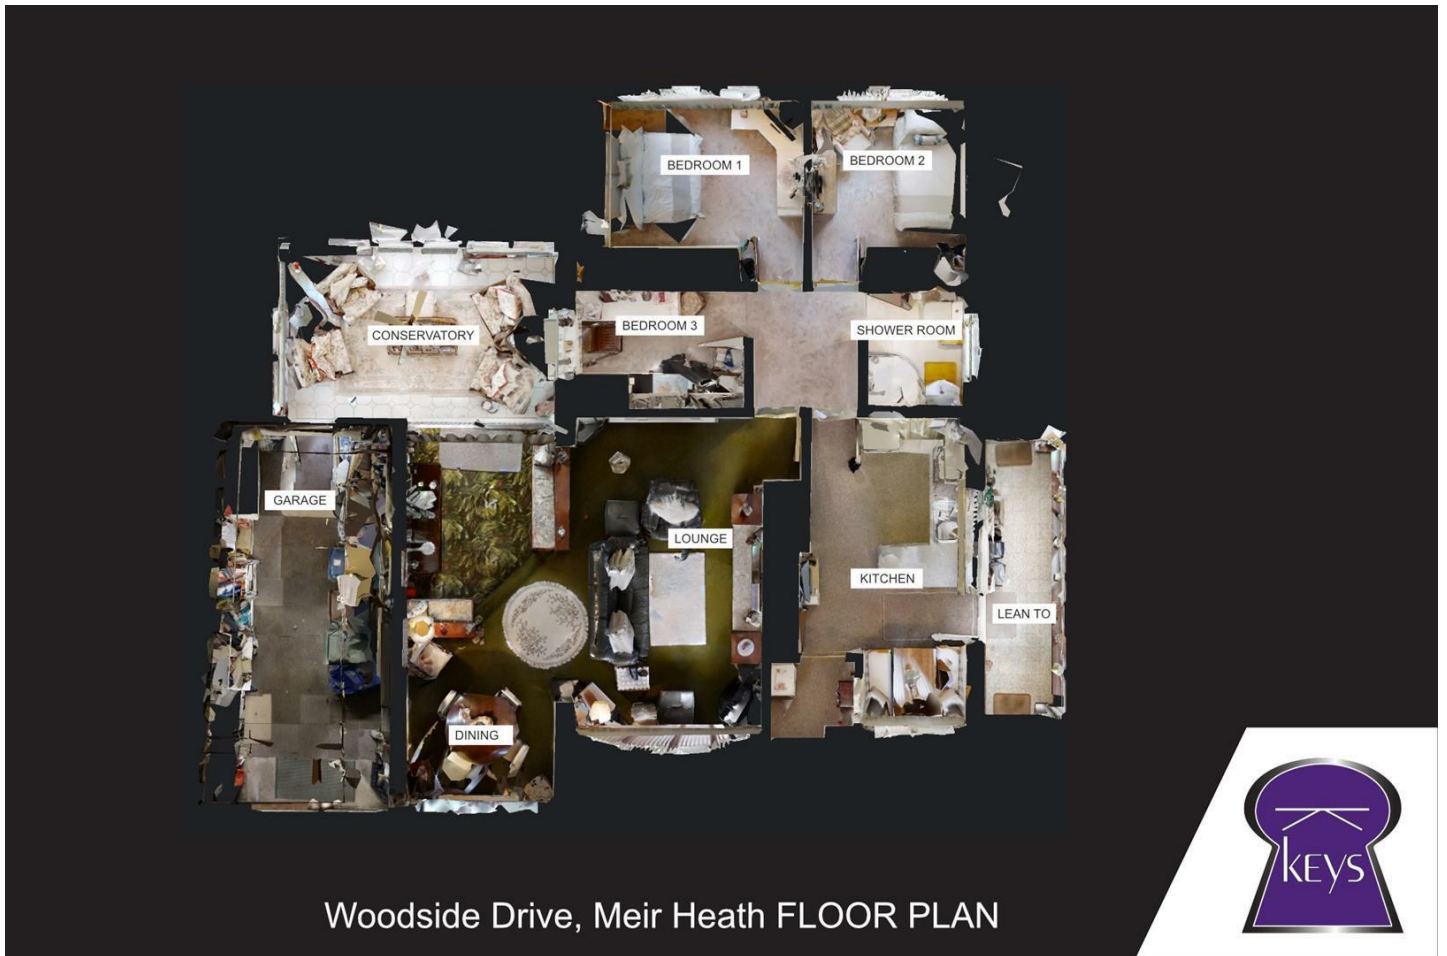 BEDROOM 1
BEDROOM 2
BEDROOM 3
SHOWER ROOM
CONSERVATORY
GARAGE
LOUNGE
KITCHEN
LEAN TO
DINING
Woodside Drive, Meir Heath FLOOR PLAN
KEYS